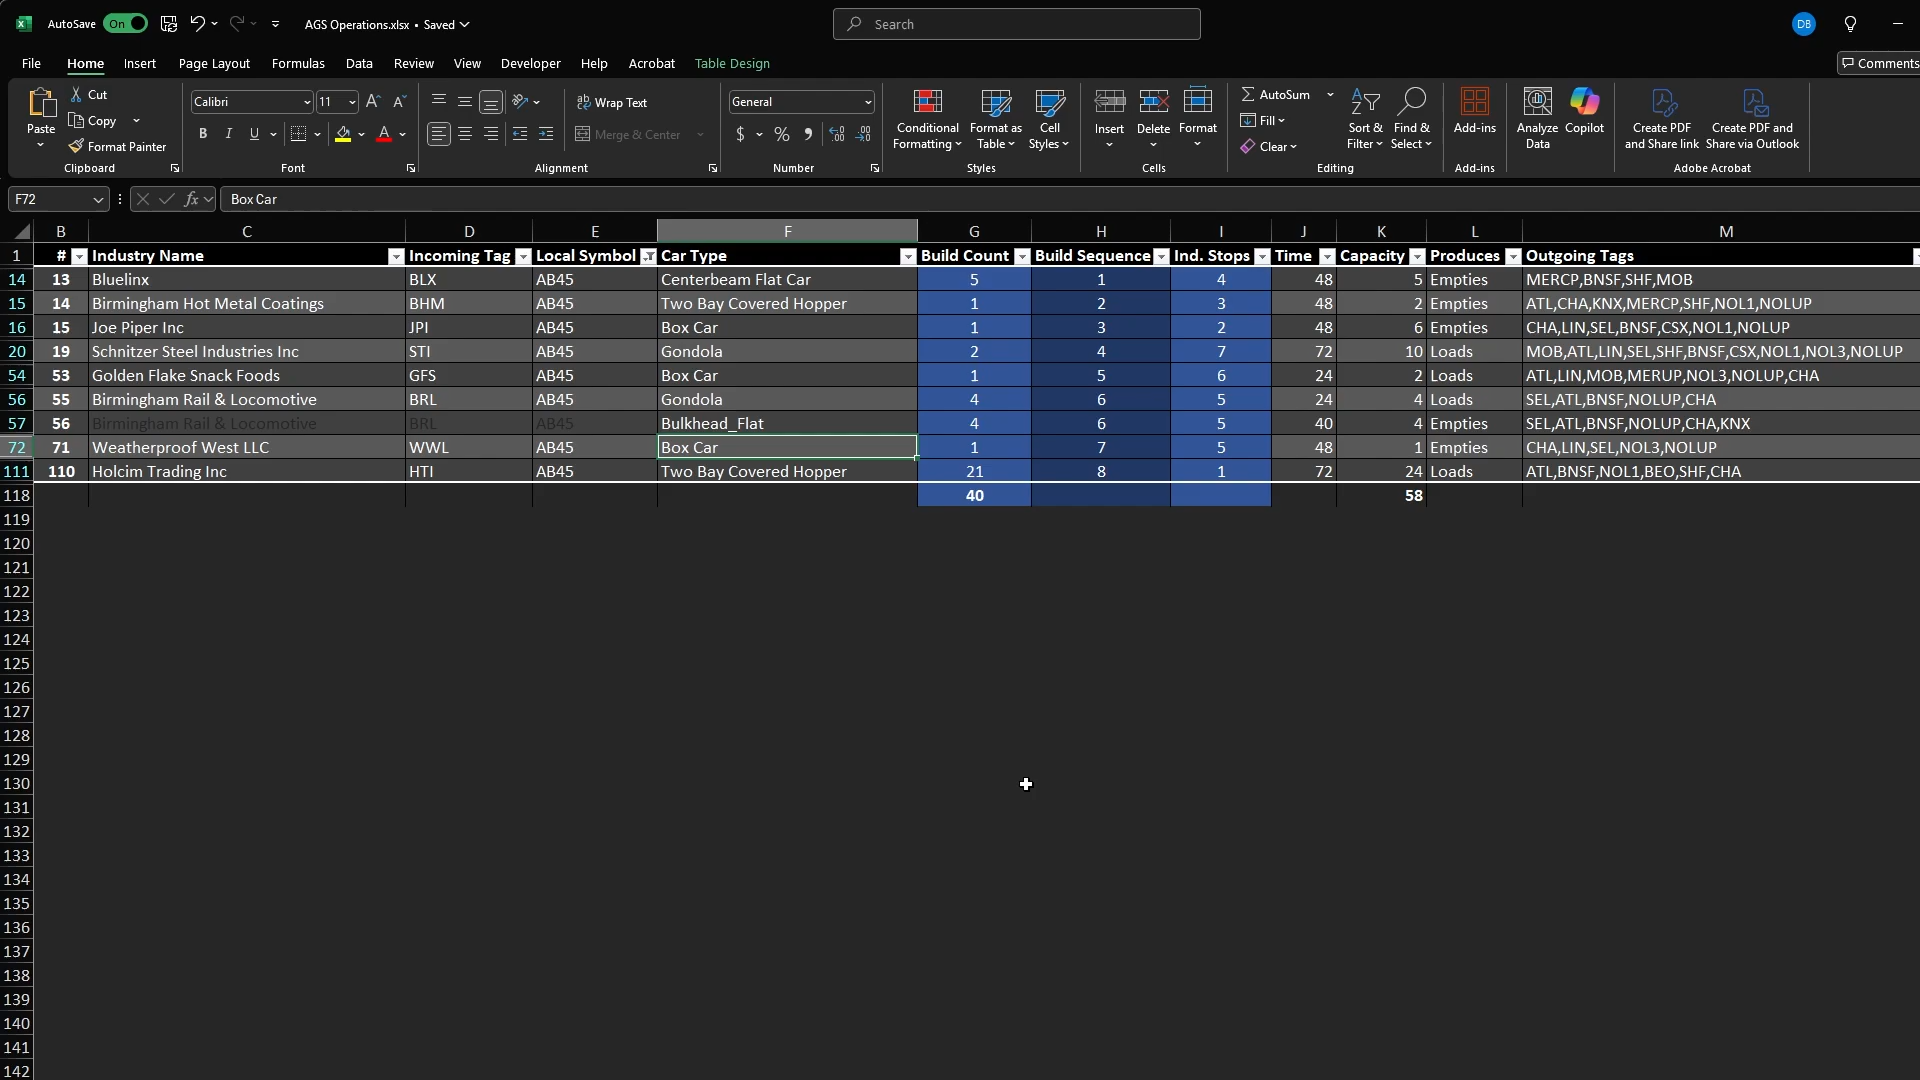 AutoSave On AGS Operations.xlsx • Saved Search DB
File Home Insert Page Layout Formulas Data Review View Developer Help Acrobat Table Design Comments
Paste Cut Copy Format Painter Clipboard
Calibri 11 B I U A Font
Wrap Text Merge & Center Alignment
General $ % , Number
Conditional Formatting Format as Table Cell Styles Styles
Insert Delete Format Cells
AutoSum Fill Clear Sort & Filter Find & Select Editing
Add-ins Add-ins
Analyze Data Copilot
Create PDF and Share link Create PDF and Share via Outlook Adobe Acrobat
F72 fx Box Car
B C D E F G H I J K L M
1 # Industry Name Incoming Tag Local Symbol Car Type Build Count Build Sequence Ind. Stops Time Capacity Produces Outgoing Tags
14 13 Bluelinx BLX AB45 Centerbeam Flat Car 5 1 4 48 5 Empties MERCP,BNSF,SHF,MOB
15 14 Birmingham Hot Metal Coatings BHM AB45 Two Bay Covered Hopper 1 2 3 48 2 Empties ATL,CHA,KNX,MERCP,SHF,NOL1,NOLUP
16 15 Joe Piper Inc JPI AB45 Box Car 1 3 2 48 6 Empties CHA,LIN,SEL,BNSF,CSX,NOL1,NOLUP
20 19 Schnitzer Steel Industries Inc STI AB45 Gondola 2 4 7 72 10 Loads MOB,ATL,LIN,SEL,SHF,BNSF,CSX,NOL1,NOL3,NOLUP
54 53 Golden Flake Snack Foods GFS AB45 Box Car 1 5 6 24 2 Loads ATL,LIN,MOB,MERUP,NOL3,NOLUP,CHA
56 55 Birmingham Rail & Locomotive BRL AB45 Gondola 4 6 5 24 4 Loads SEL,ATL,BNSF,NOLUP,CHA
57 56 Birmingham Rail & Locomotive BRL AB45 Bulkhead_Flat 4 6 5 40 4 Empties SEL,ATL,BNSF,NOLUP,CHA,KNX
72 71 Weatherproof West LLC WWL AB45 Box Car 1 7 5 48 1 Empties CHA,LIN,SEL,NOL3,NOLUP
111 110 Holcim Trading Inc HTI AB45 Two Bay Covered Hopper 21 8 1 72 24 Loads ATL,BNSF,NOL1,BEO,SHF,CHA
118 40 58
119
120
121
122
123
124
125
126
127
128
129
130
131
132
133
134
135
136
137
138
139
140
141
142